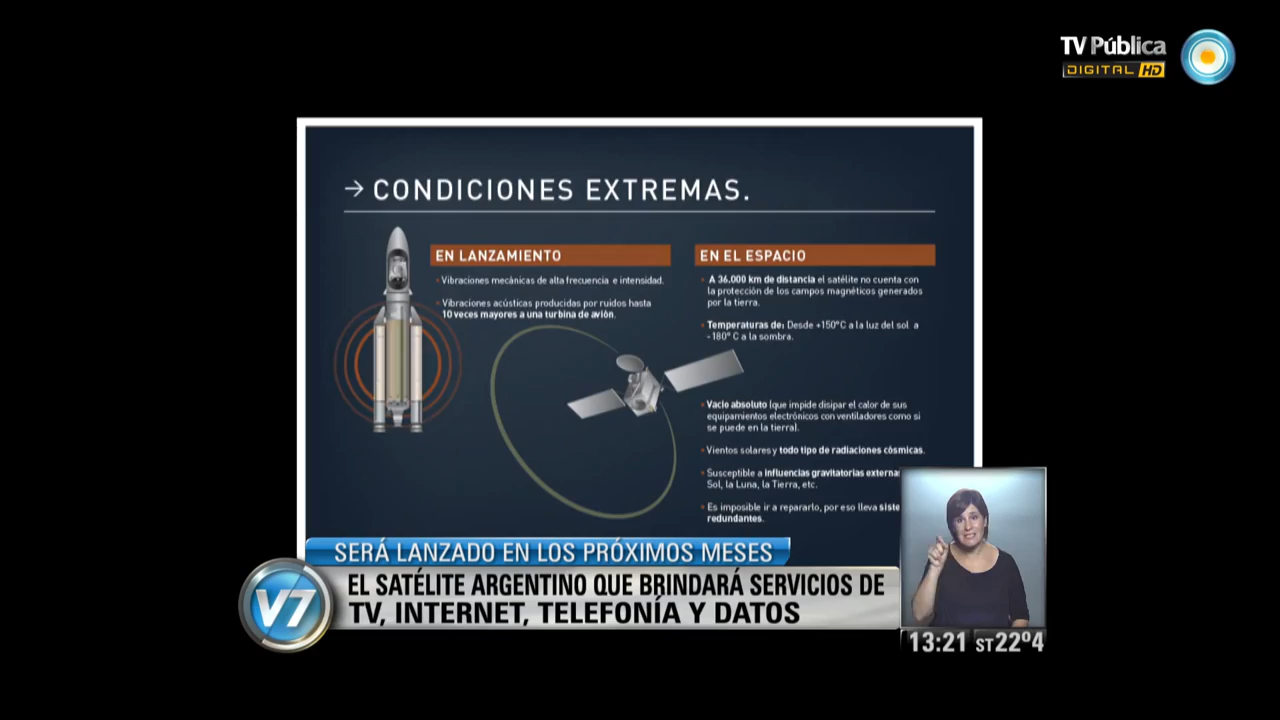 TV Pública
DIGITAL HD
→ CONDICIONES EXTREMAS.
EN LANZAMIENTO
Vibraciones mecánicas de alta frecuencia e intensidad.
Vibraciones acústicas producidas por ruidos hasta
10 veces mayores a una turbina de avión.
EN EL ESPACIO
A 36.000 km de distancia el satélite no cuenta con
la protección de los campos magnéticos generados
por la tierra.
Temperaturas de: Desde +150°C a la luz del sol a
-180° C a la sombra.
Vacío absoluto (que impide disipar el calor de sus
equipamientos electrónicos con ventiladores como si
se puede en la tierra).
Vientos solares y todo tipo de radiaciones cósmicas.
Susceptible a influencias gravitatorias externa
Sol, la Luna, la Tierra, etc.
Es imposible ir a repararlo, por eso lleva siste
redundantes.
SERÁ LANZADO EN LOS PRÓXIMOS MESES
V7
EL SATÉLITE ARGENTINO QUE BRINDARÁ SERVICIOS DE
TV, INTERNET, TELEFONÍA Y DATOS
13:21 ST 22º4